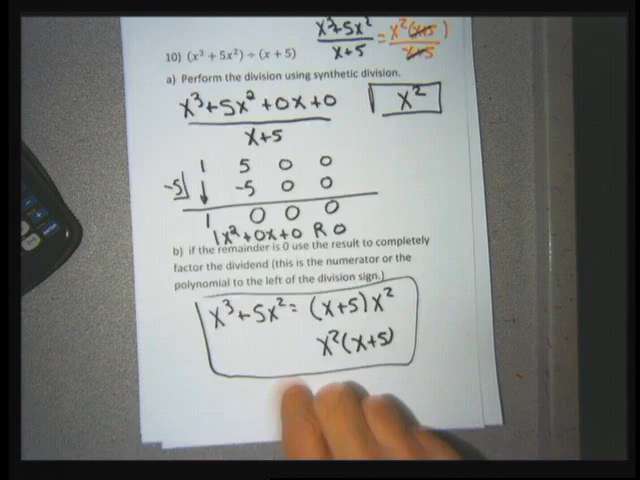 x³+5x² / x+5 = x²(x+5) / x+5
10) (x³ + 5x²) ÷ (x + 5)
a) Perform the division using synthetic division.
x³+5x²+0x+0 / x+5
x²
1 5 0 0
-5 ↓ -5 0 0
1 0 0 0
1x²+0x+0 R 0
b) if the remainder is 0 use the result to completely
factor the dividend (this is the numerator or the
polynomial to the left of the division sign.)
x³+5x²= (x+5)x²
x²(x+5)